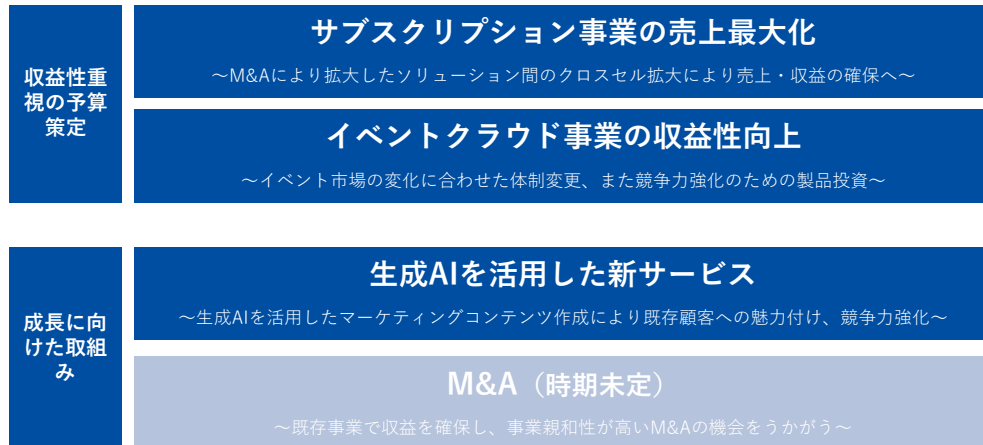 収益性重
視の予算
策定
サブスクリプション事業の売上最大化
～M&Aにより拡大したソリューション間のクロスセル拡大により売上・収益の確保へ～
イベントクラウド事業の収益性向上
～イベント市場の変化に合わせた体制変更、また競争力強化のための製品投資～
成長に向
けた取組
み
生成AIを活用した新サービス
～生成AIを活用したマーケティングコンテンツ作成により既存顧客への魅力付け、競争力強化～
M&A（時期未定）
～既存事業で収益を確保し、事業親和性が高いM&Aの機会をうかがう～